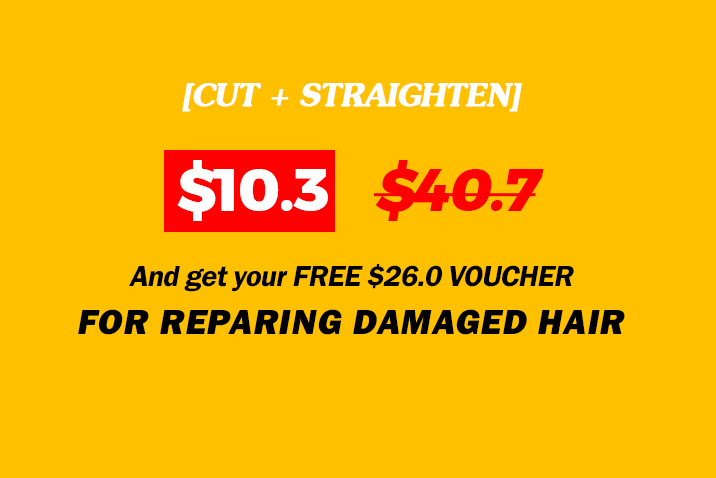 [CUT + STRAIGHTEN]
$10.3 $40.7
And get your FREE $26.0 VOUCHER
FOR REPARING DAMAGED HAIR